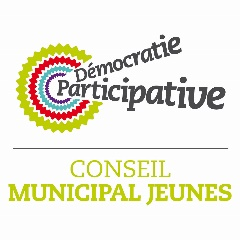 Démocratie
Participative
CONSEIL
MUNICIPAL JEUNES